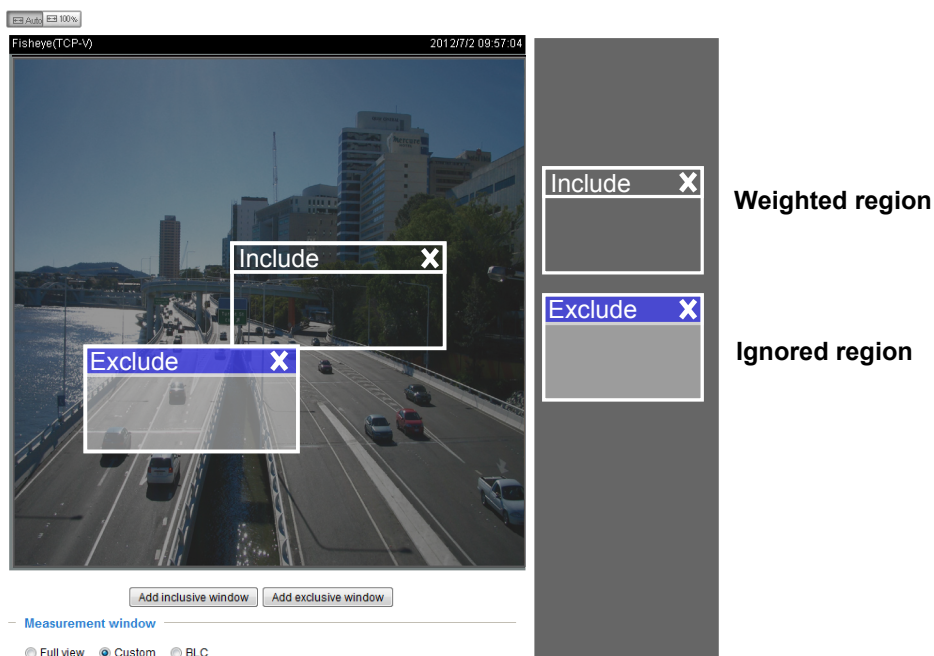 Auto 100%
Fisheye(TCP-V) 2012/7/2 09:57:04
Include
Weighted region
Include
Exclude
Ignored region
Exclude
Add inclusive window Add exclusive window
Measurement window
Full view Custom BLC